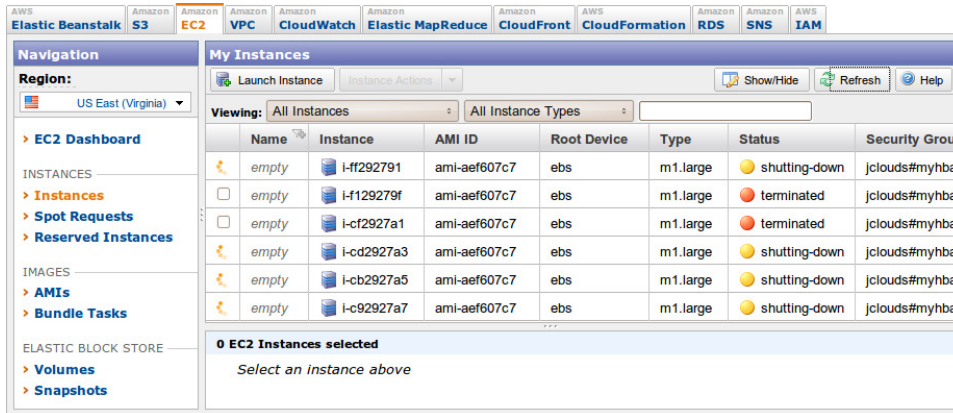 AWS Amazon Amazon Amazon Amazon Amazon Amazon AWS Amazon Amazon AWS
Elastic Beanstalk S3 EC2 VPC CloudWatch Elastic MapReduce CloudFront CloudFormation RDS SNS IAM
Navigation
Region:
US East (Virginia)
> EC2 Dashboard
INSTANCES
> Instances
> Spot Requests
> Reserved Instances
IMAGES
> AMIs
> Bundle Tasks
ELASTIC BLOCK STORE
> Volumes
> Snapshots
My Instances
Launch Instance Instance Actions Show/Hide Refresh Help
Viewing: All Instances All Instance Types
Name Instance AMI ID Root Device Type Status Security Grou
empty i-ff292791 ami-aef607c7 ebs m1.large shutting-down jclouds#myhba
empty i-f129279f ami-aef607c7 ebs m1.large terminated jclouds#myhba
empty i-cf2927a1 ami-aef607c7 ebs m1.large terminated jclouds#myhba
empty i-cd2927a3 ami-aef607c7 ebs m1.large shutting-down jclouds#myhba
empty i-cb2927a5 ami-aef607c7 ebs m1.large shutting-down jclouds#myhba
empty i-c92927a7 ami-aef607c7 ebs m1.large shutting-down jclouds#myhba
0 EC2 Instances selected
Select an instance above